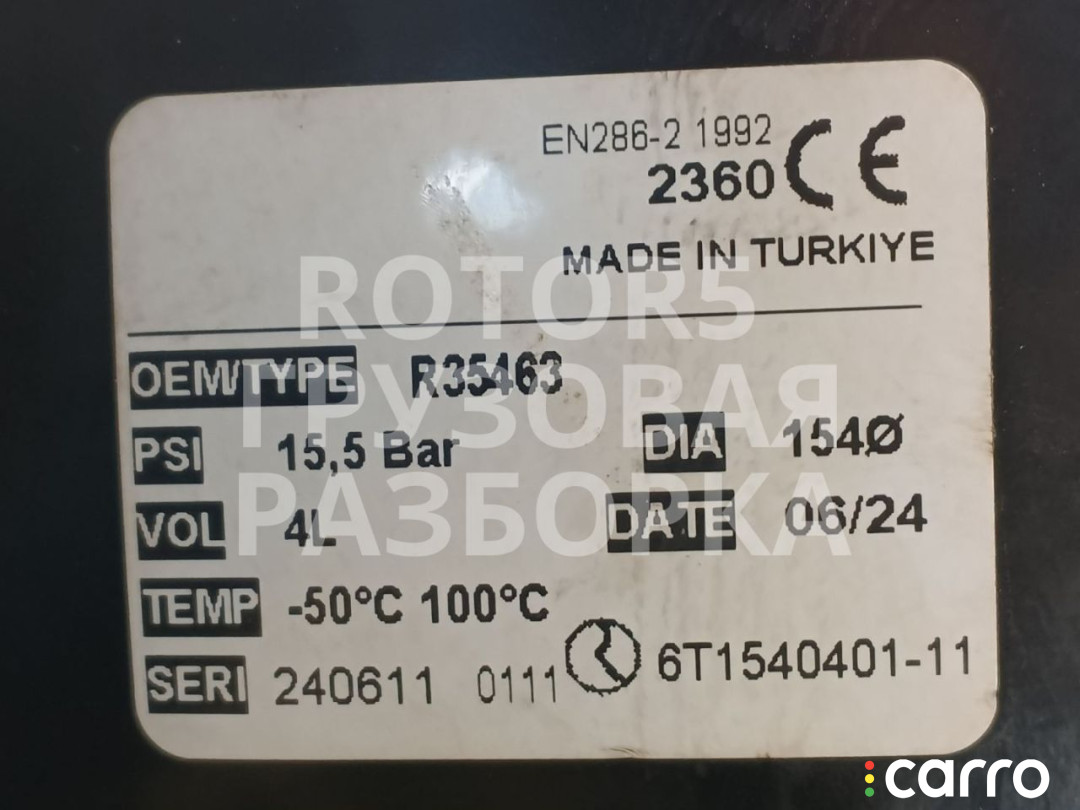 EN286-2 1992
2360 CE
MADE IN TURKIYE
ROTOR5
ГРУЗОВАЯ
РАЗБОРКА
OEM/TYPE R35463
PSI 15,5 Bar DIA 154Ø
VOL 4L DATE 06/24
TEMP -50°C 100°C
SERI 240611 0111 6T1540401-11
carro